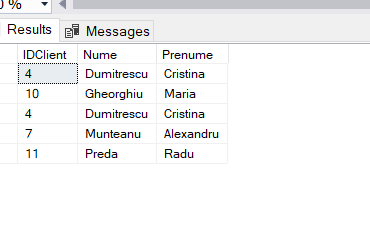 0 %
Results Messages
IDClient Nume Prenume
4 Dumitrescu Cristina
10 Gheorghiu Maria
4 Dumitrescu Cristina
7 Munteanu Alexandru
11 Preda Radu